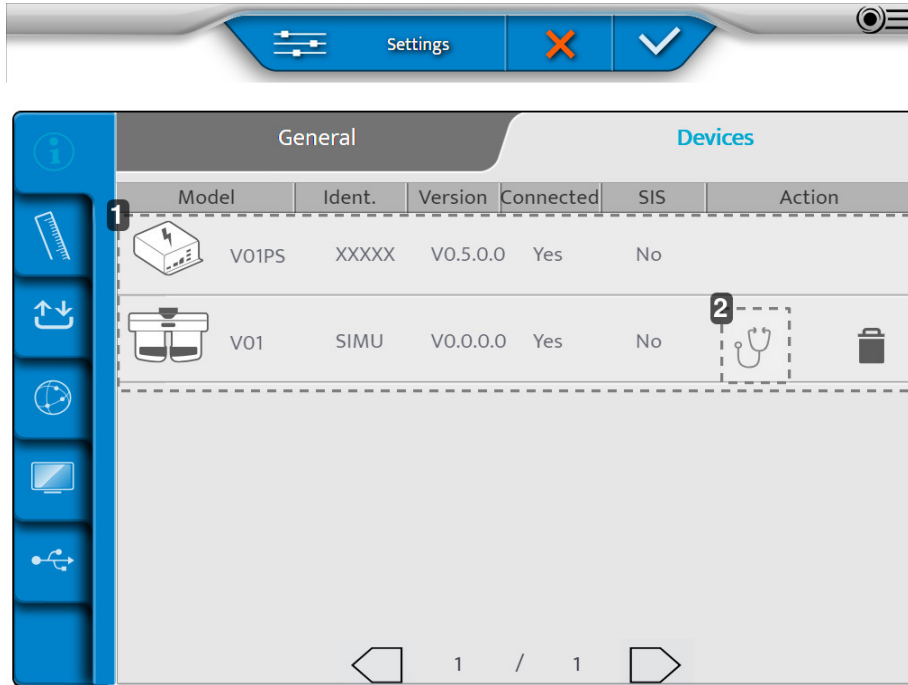 Settings
General Devices
Model Ident. Version Connected SIS Action
1
V01PS XXXXX V0.5.0.0 Yes No
2
V01 SIMU V0.0.0.0 Yes No
1 / 1